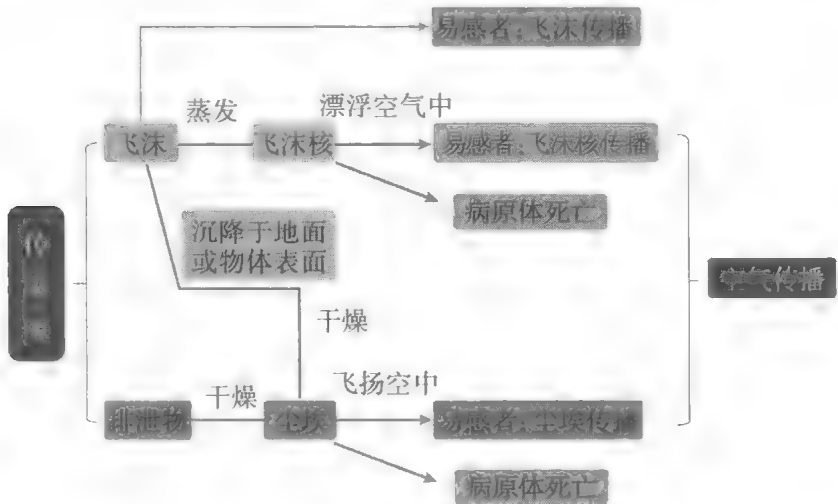 易感者:飞沫传播
蒸发
漂浮空气中
飞沫
飞沫核
易感者:飞沫核传播
病原体死亡
沉降于地面
或物体表面
空气传播
干燥
干燥
飞扬空中
排泄物
尘埃
易感者:尘埃传播
病原体死亡